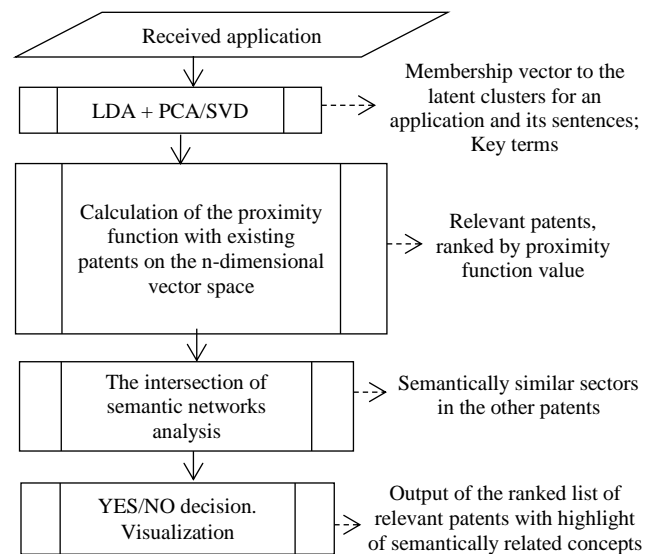 Received application
LDA + PCA/SVD
Membership vector to the
latent clusters for an
application and its sentences;
Key terms
Calculation of the proximity
function with existing
patents on the n-dimensional
vector space
Relevant patents,
ranked by proximity
function value
The intersection of
semantic networks
analysis
Semantically similar sectors
in the other patents
YES/NO decision.
Visualization
Output of the ranked list of
relevant patents with highlight
of semantically related concepts